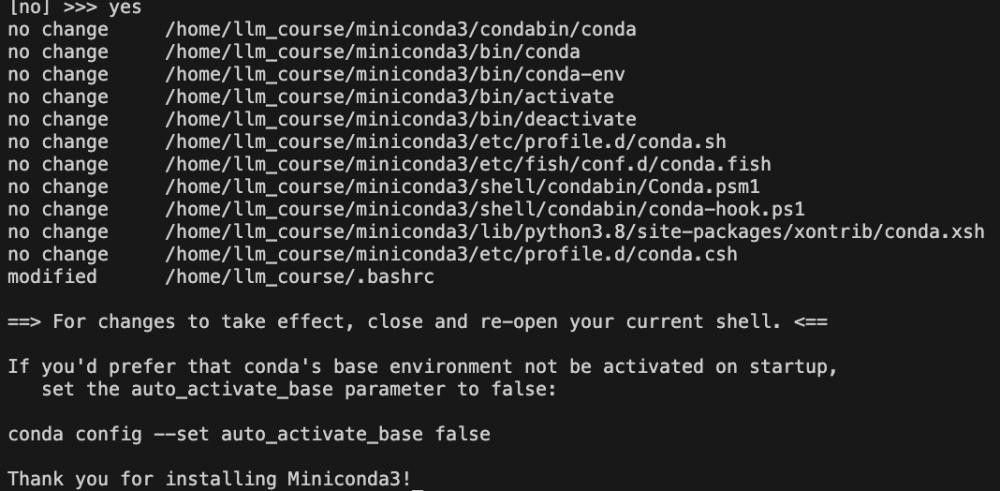 [no] >>> yes
no change     /home/llm_course/miniconda3/condabin/conda
no change     /home/llm_course/miniconda3/bin/conda
no change     /home/llm_course/miniconda3/bin/conda-env
no change     /home/llm_course/miniconda3/bin/activate
no change     /home/llm_course/miniconda3/bin/deactivate
no change     /home/llm_course/miniconda3/etc/profile.d/conda.sh
no change     /home/llm_course/miniconda3/etc/fish/conf.d/conda.fish
no change     /home/llm_course/miniconda3/shell/condabin/Conda.psm1
no change     /home/llm_course/miniconda3/shell/condabin/conda-hook.ps1
no change     /home/llm_course/miniconda3/lib/python3.8/site-packages/xontrib/conda.xsh
no change     /home/llm_course/miniconda3/etc/profile.d/conda.csh
modified      /home/llm_course/.bashrc

==> For changes to take effect, close and re-open your current shell. <==

If you'd prefer that conda's base environment not be activated on startup,
   set the auto_activate_base parameter to false:

conda config --set auto_activate_base false

Thank you for installing Miniconda3!